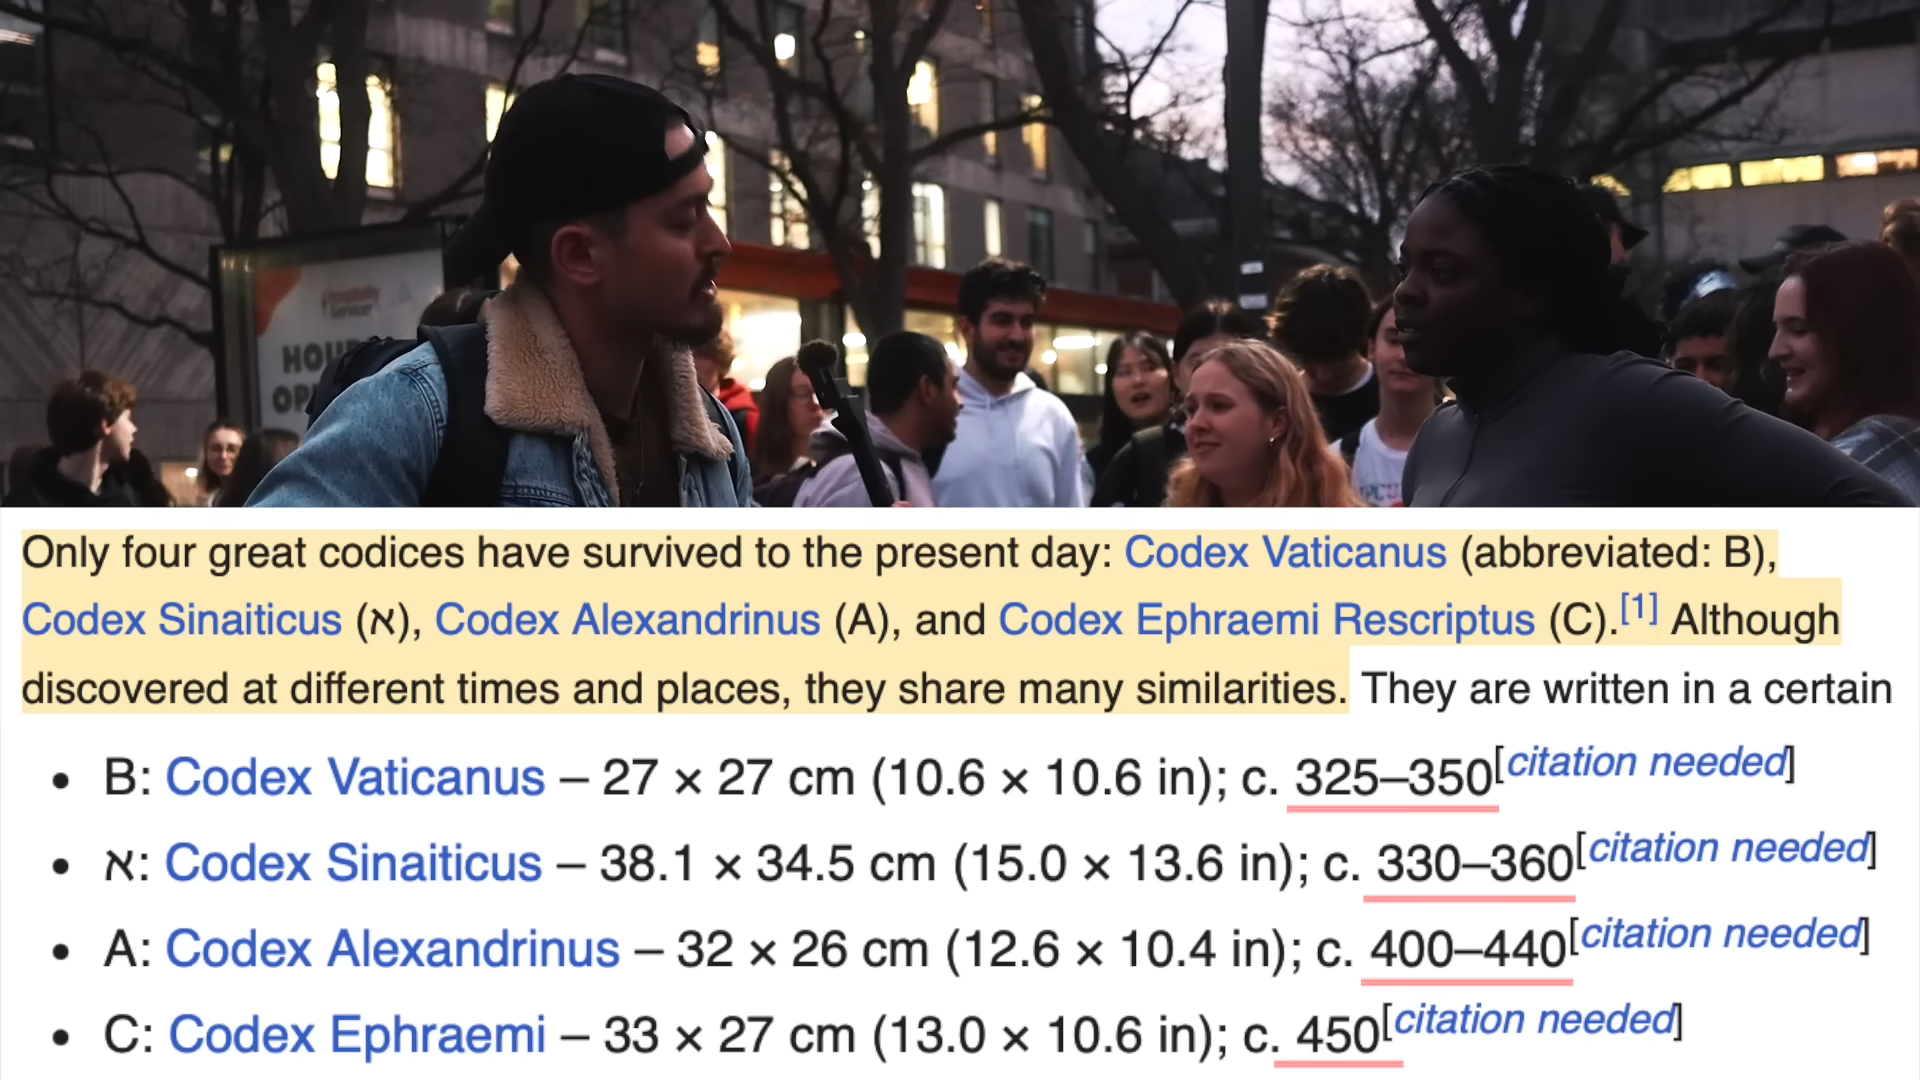 HOU
OP
Only four great codices have survived to the present day: Codex Vaticanus (abbreviated: B),
Codex Sinaiticus (א), Codex Alexandrinus (A), and Codex Ephraemi Rescriptus (C).[1] Although
discovered at different times and places, they share many similarities. They are written in a certain
• B: Codex Vaticanus – 27 × 27 cm (10.6 × 10.6 in); c. 325–350[citation needed]
• א: Codex Sinaiticus – 38.1 × 34.5 cm (15.0 × 13.6 in); c. 330–360[citation needed]
• A: Codex Alexandrinus – 32 × 26 cm (12.6 × 10.4 in); c. 400–440[citation needed]
• C: Codex Ephraemi – 33 × 27 cm (13.0 × 10.6 in); c. 450[citation needed]